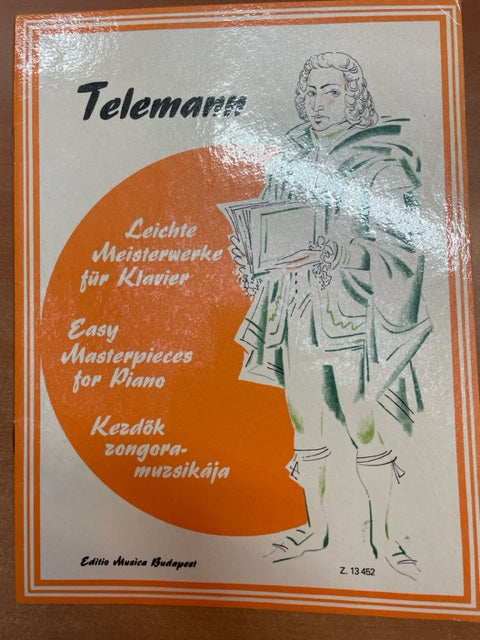 Telemann
Leichte
Meisterwerke
für Klavier
Easy
Masterpieces
for Piano
Kezdők
zongora-
muzsikája
Editio Musica Budapest
Z. 13 452